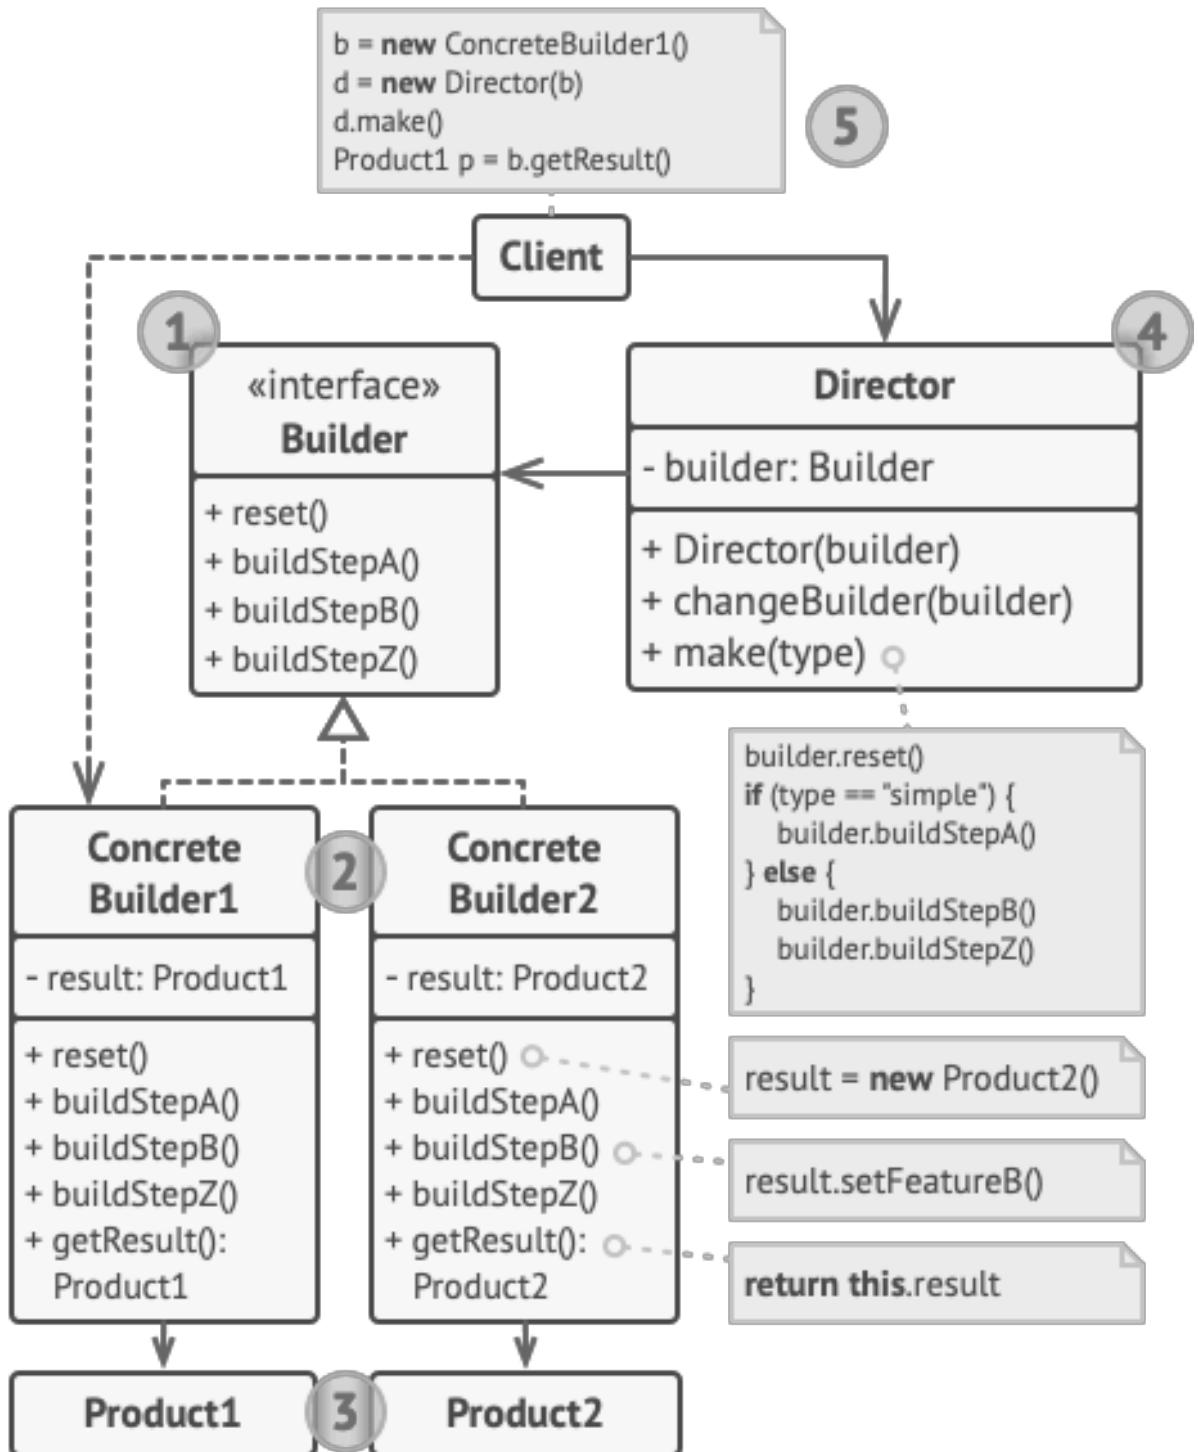 b = new ConcreteBuilder1()
d = new Director(b)
d.make()
Product1 p = b.getResult()
5
Client
1
«interface»
Builder
+ reset()
+ buildStepA()
+ buildStepB()
+ buildStepZ()
4
Director
- builder: Builder
+ Director(builder)
+ changeBuilder(builder)
+ make(type)
builder.reset()
if (type == "simple") {
builder.buildStepA()
} else {
builder.buildStepB()
builder.buildStepZ()
}
Concrete
Builder1
- result: Product1
+ reset()
+ buildStepA()
+ buildStepB()
+ buildStepZ()
+ getResult():
Product1
2
Concrete
Builder2
- result: Product2
+ reset()
+ buildStepA()
+ buildStepB()
+ buildStepZ()
+ getResult():
Product2
result = new Product2()
result.setFeatureB()
return this.result
Product1
3
Product2